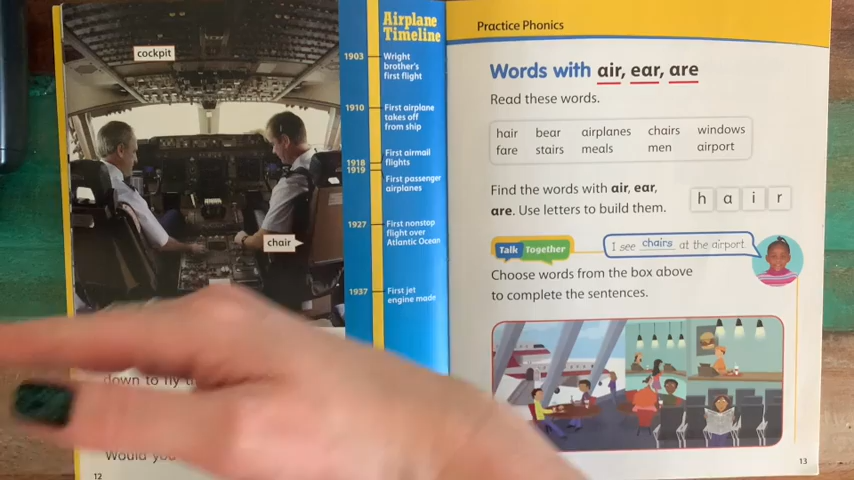 cockpit
chair
down to fly
Would you
12
Airplane
Timeline
1903
Wright
brother's
first flight
1910
First airplane
takes off
from ship
1918
First airmail
flights
1919
First passenger
airplanes
1927
First nonstop
flight over
Atlantic Ocean
1937
First jet
engine made
Practice Phonics
Words with air, ear, are
Read these words.
hair bear airplanes chairs windows
fare stairs meals men airport
Find the words with air, ear,
are. Use letters to build them.
h a i r
Talk Together
I see chairs at the airport.
Choose words from the box above
to complete the sentences.
13